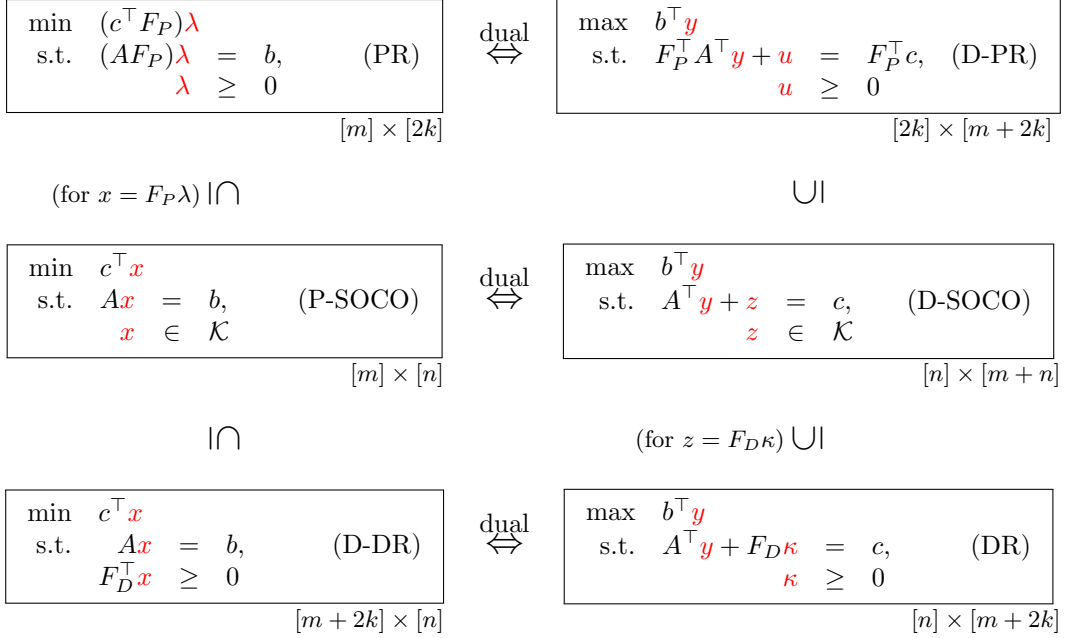 min (c⊤F_P)λ
s.t. (AF_P)λ = b, (PR)
λ ≥ 0
[m] × [2k]
dual
⇔
max b⊤y
s.t. F_P⊤A⊤y + u = F_P⊤c, (D-PR)
u ≥ 0
[2k] × [m + 2k]
(for x = F_Pλ) |∩
∪|
min c⊤x
s.t. Ax = b, (P-SOCO)
x ∈ 𝒦
[m] × [n]
dual
⇔
max b⊤y
s.t. A⊤y + z = c, (D-SOCO)
z ∈ 𝒦
[n] × [m + n]
|∩
(for z = F_Dκ) ∪|
min c⊤x
s.t. Ax = b, (D-DR)
F_D⊤x ≥ 0
[m + 2k] × [n]
dual
⇔
max b⊤y
s.t. A⊤y + F_Dκ = c, (DR)
κ ≥ 0
[n] × [m + 2k]